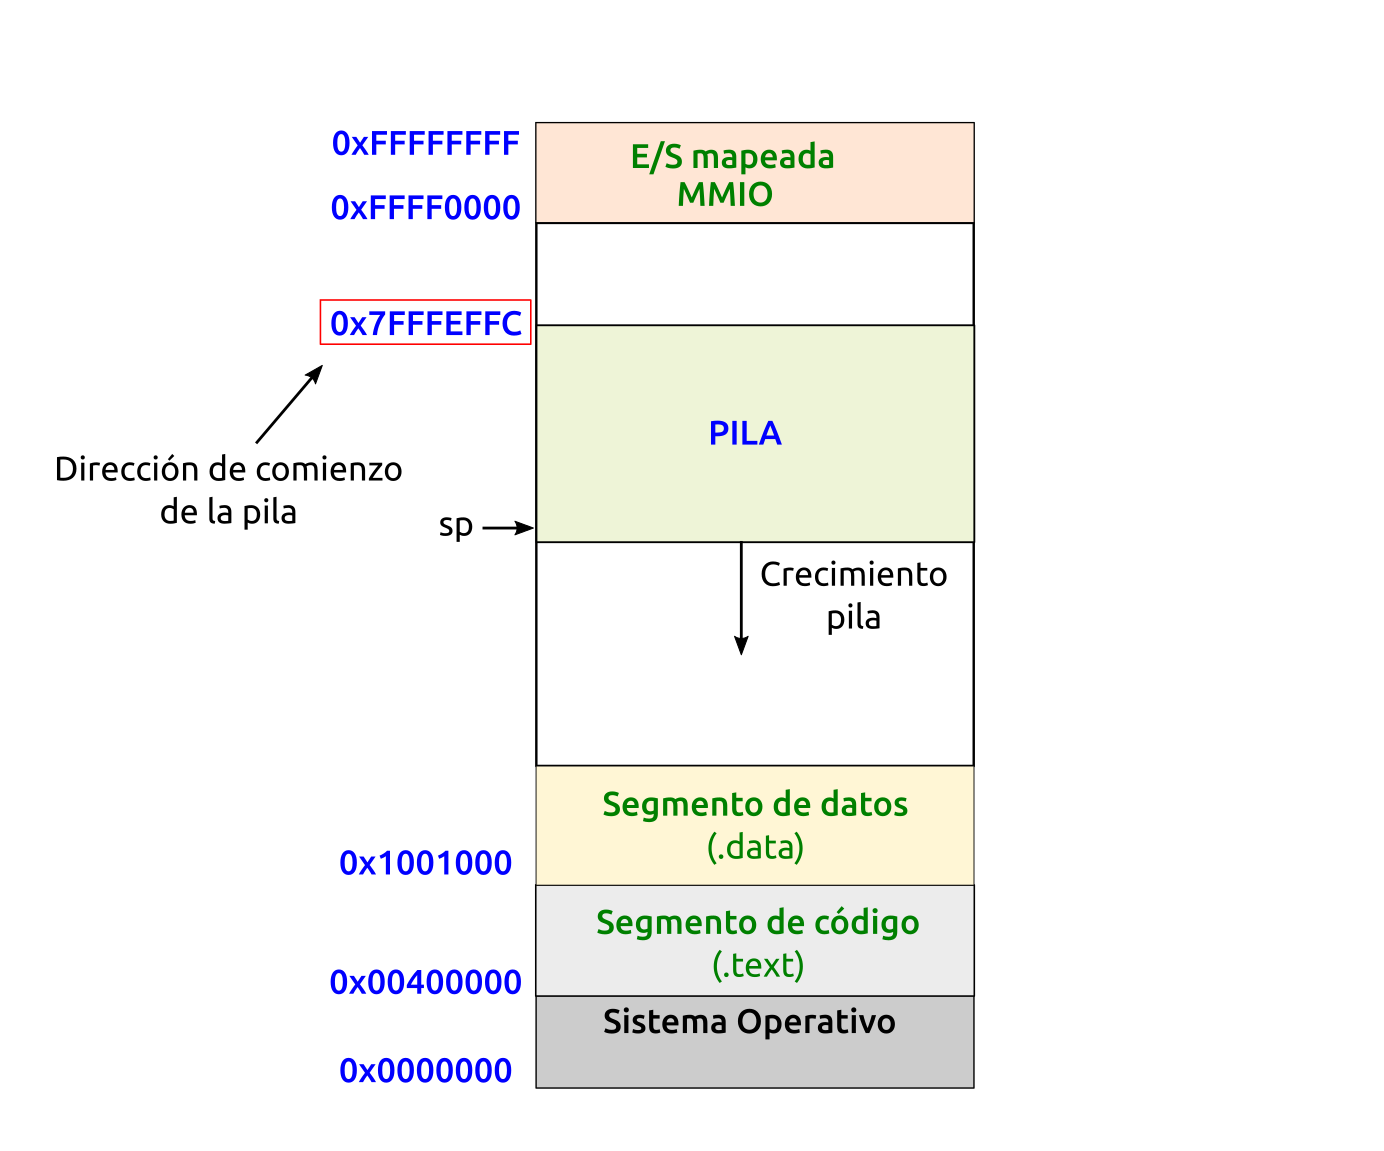 0xFFFFFFFF
E/S mapeada
MMIO
0xFFFF0000
0x7FFFEFFC
PILA
Dirección de comienzo
de la pila
sp
Crecimiento
pila
Segmento de datos
(.data)
0x1001000
Segmento de código
(.text)
0x00400000
Sistema Operativo
0x0000000